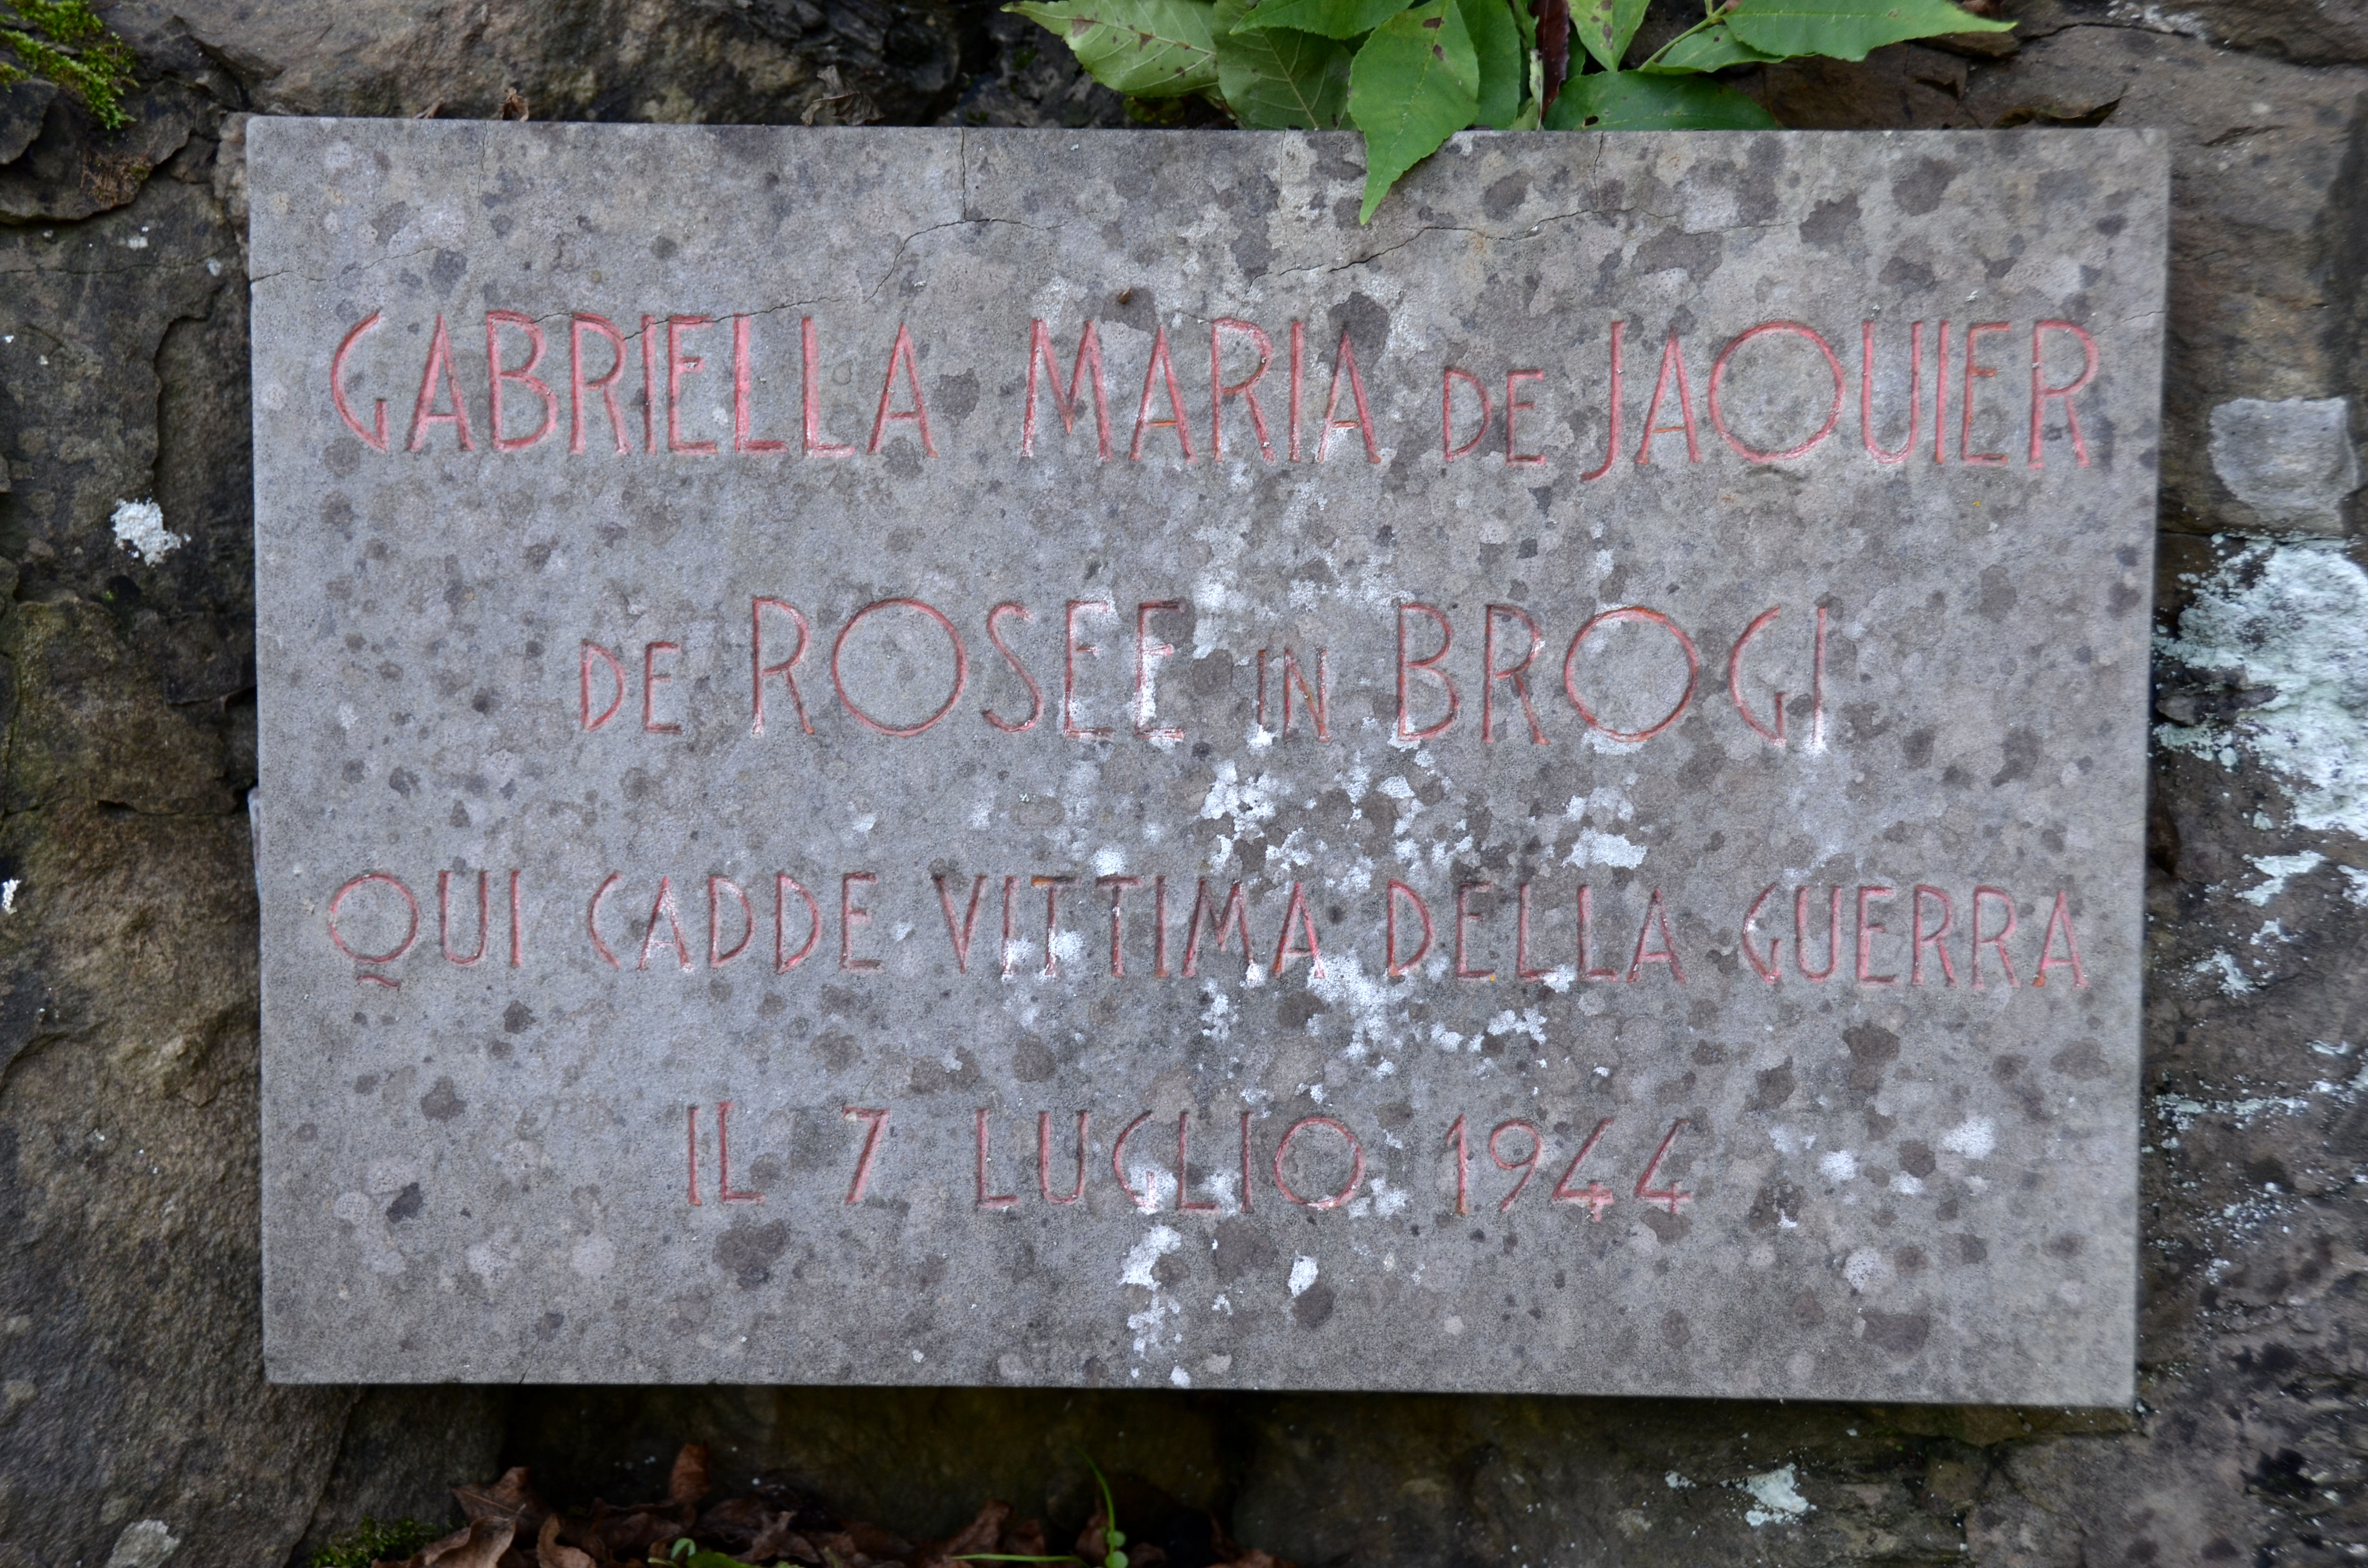 GABRIELLA MARIA DE JAQUIER
DE ROSEE IN BROGI
QUI CADDE VITTIMA DELLA GUERRA
IL 7 LUGLIO 1944